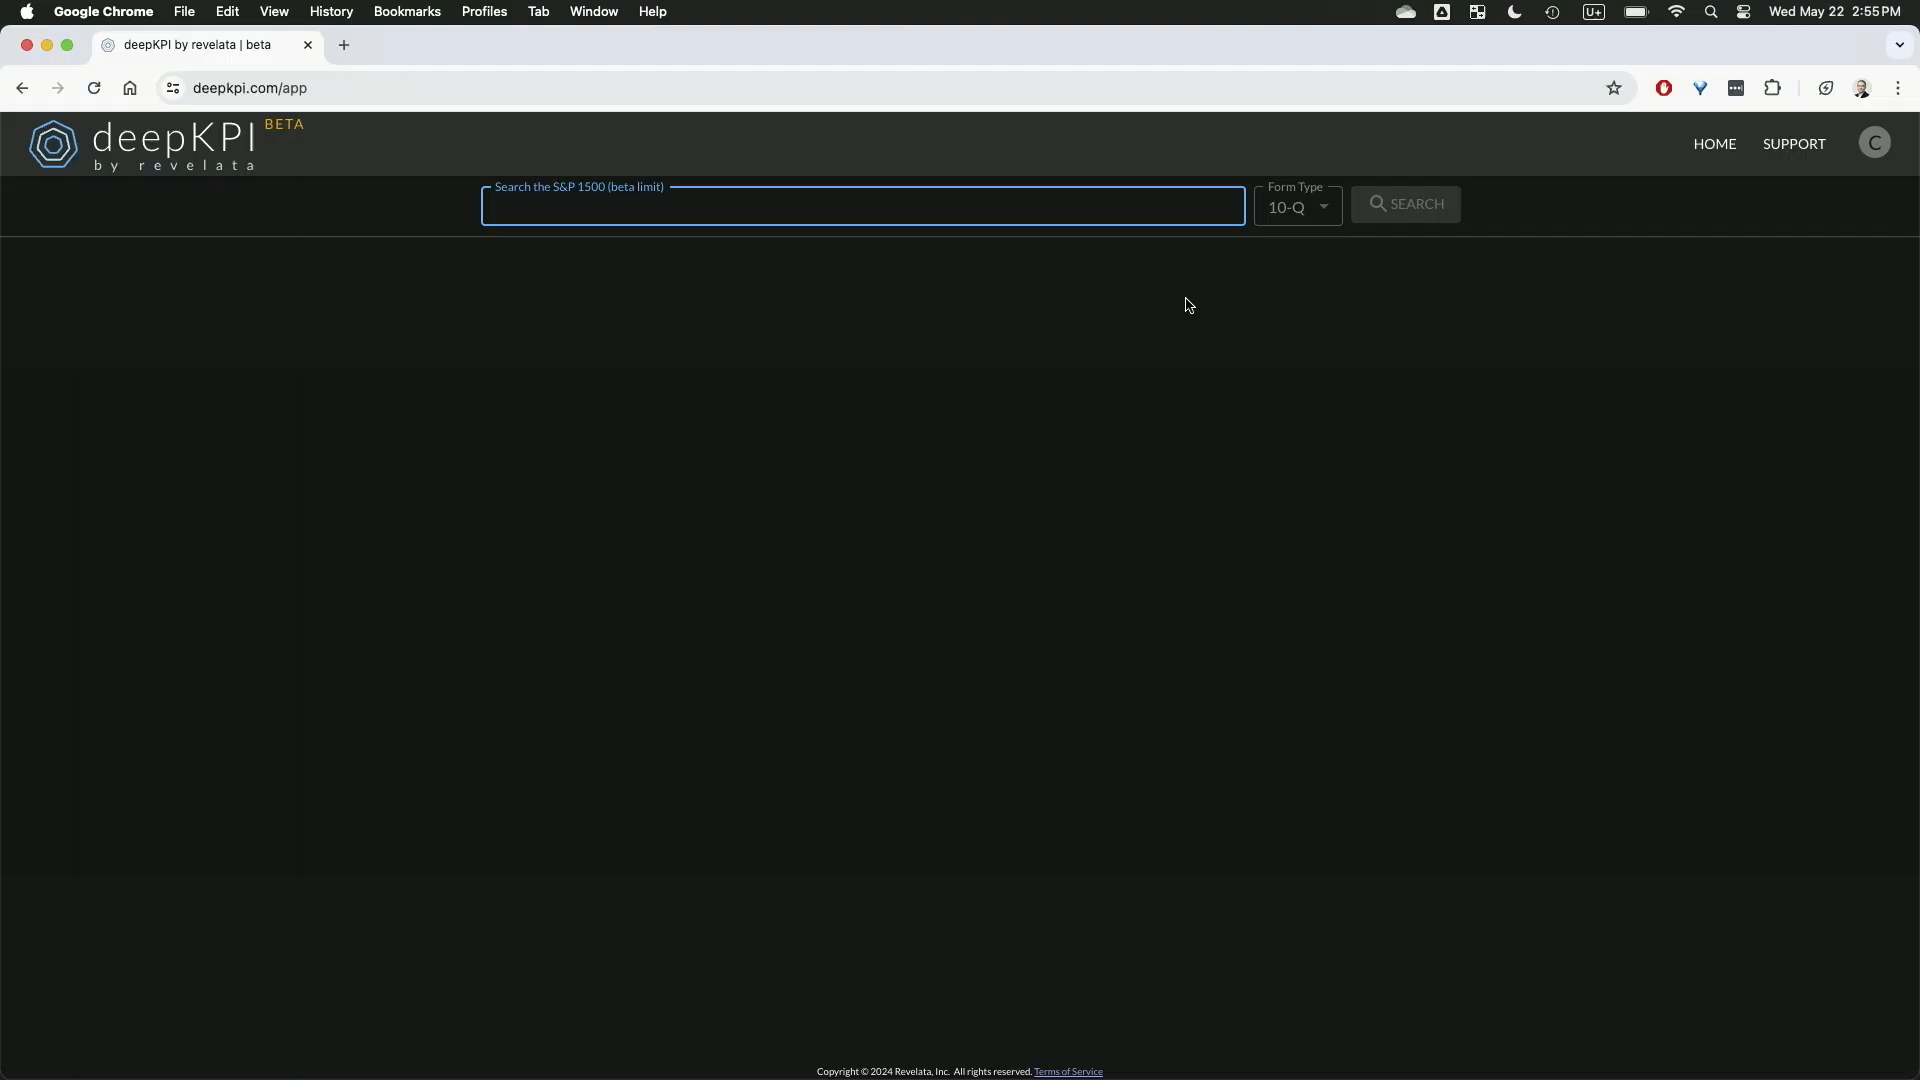 Google Chrome File Edit View History Bookmarks Profiles Tab Window Help
U+
Wed May 22 2:55 PM
deepKPI by revelata | beta
deepkpi.com/app
deepKPI BETA
by revelata
HOME SUPPORT C
Search the S&P 1500 (beta limit)
Form Type
10-Q
SEARCH
Copyright © 2024 Revelata, Inc. All rights reserved. Terms of Service